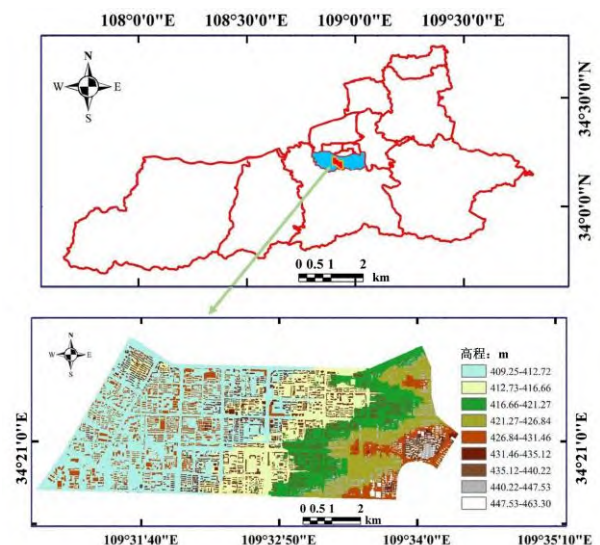 108°0'0"E 108°30'0"E 109°0'0"E 109°30'0"E
N
W E
S
34°30'0"N
34°0'0"N
0 0.5 1 2
km
N
W E
S
高程：m
409.25-412.72
412.73-416.66
416.66-421.27
421.27-426.84
426.84-431.46
431.46-435.12
435.12-440.22
440.22-447.53
447.53-463.30
34°21'0"E
34°21'0"E
0 0.5 1 2
km
109°31'40" 109°32'50" 109°34'0" 109°35'10"